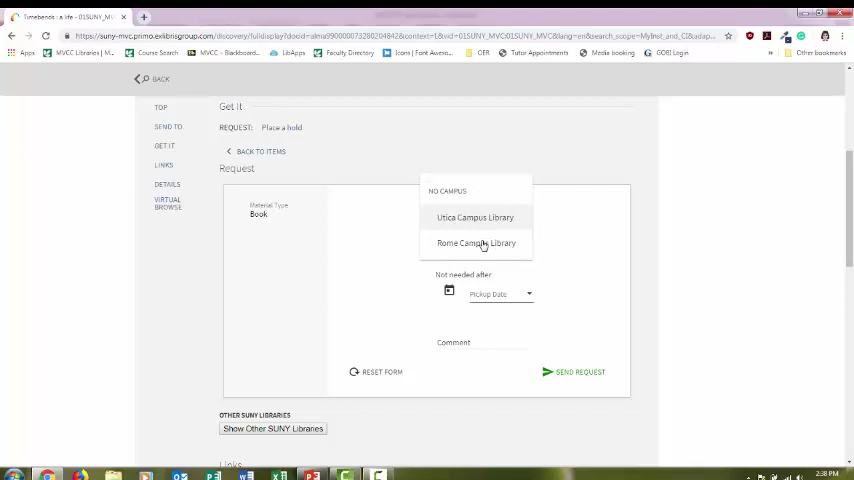 Timebends : a life - 01SUNY_MV
https://suny-mvc.primo.exlibrisgroup.com/discovery/fulldisplay?docid=alma990000073280204842&context=L&vid=01SUNY_MVC:01SUNY_MVC&lang=en&search_scope=MyInst_and_CI&adap...
Apps MVCC Libraries | M... Course Search MVCC – Blackboard... LibApps Faculty Directory Icons | Font Aweso... OER Tutor Appointments Media booking GOBI Login Other bookmarks
BACK
TOP
SEND TO
GET IT
LINKS
DETAILS
VIRTUAL
BROWSE
Get It
REQUEST: Place a hold
BACK TO ITEMS
Request
Material Type
Book
NO CAMPUS
Utica Campus Library
Rome Campus Library
Not needed after
Pickup Date
Comment
RESET FORM
SEND REQUEST
OTHER SUNY LIBRARIES
Show Other SUNY Libraries
Links
2:38 PM